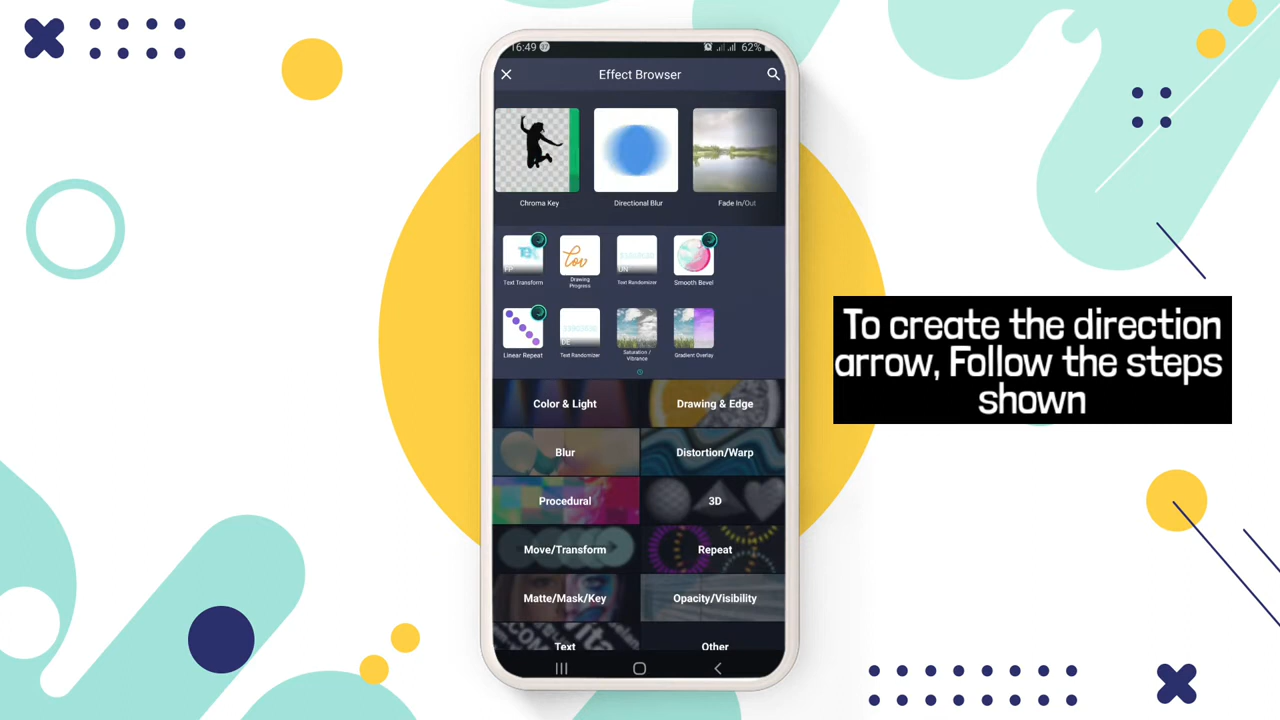 16:49
62%
Effect Browser
Chroma Key
Directional Blur
Fade In/Out
Text Transform
Drawing Progress
Text Randomizer
Smooth Bevel
Linear Repeat
Text Randomizer
Saturation / Vibrance
Gradient Overlay
Color & Light
Drawing & Edge
Blur
Distortion/Warp
Procedural
3D
Move/Transform
Repeat
Matte/Mask/Key
Opacity/Visibility
Text
Other
To create the direction
arrow, Follow the steps
shown